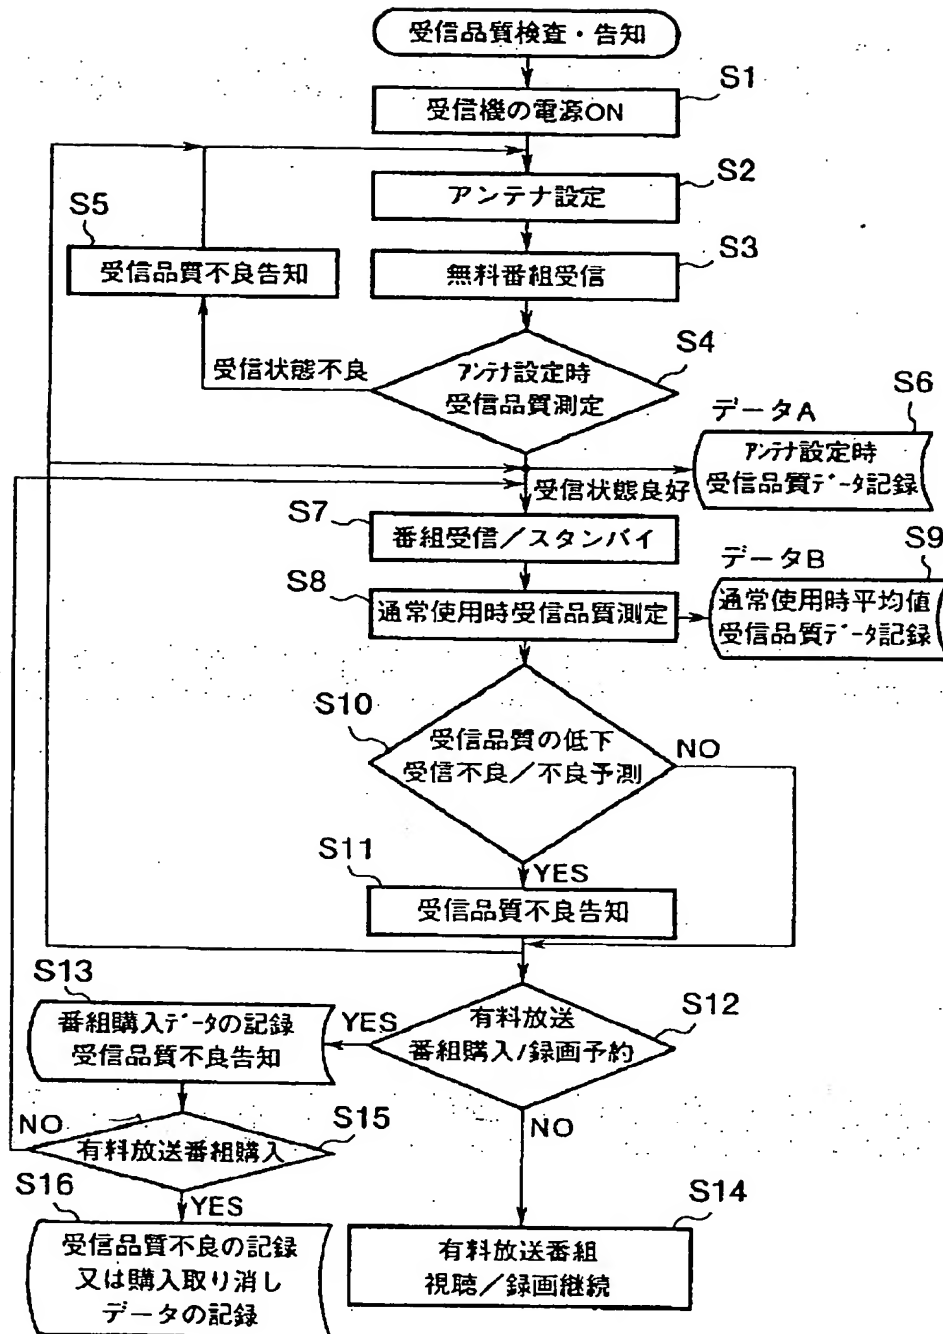 受信品質検査・告知
S1
受信機の電源ON
S2
アンテナ設定
S5
受信品質不良告知
S3
無料番組受信
S4
受信状態不良
アンテナ設定時
受信品質測定
S6
データA
アンテナ設定時
受信品質データ記録
受信状態良好
S7
番組受信/スタンバイ
S9
データB
S8
通常使用時受信品質測定
通常使用時平均値
受信品質データ記録
S10
受信品質の低下
受信不良/不良予測
NO
S11
YES
受信品質不良告知
S13
番組購入データの記録
受信品質不良告知
YES
S12
有料放送
番組購入/録画予約
NO
S15
有料放送番組購入
NO
S16
YES
受信品質不良の記録
又は購入取り消し
データの記録
S14
有料放送番組
視聴/録画継続